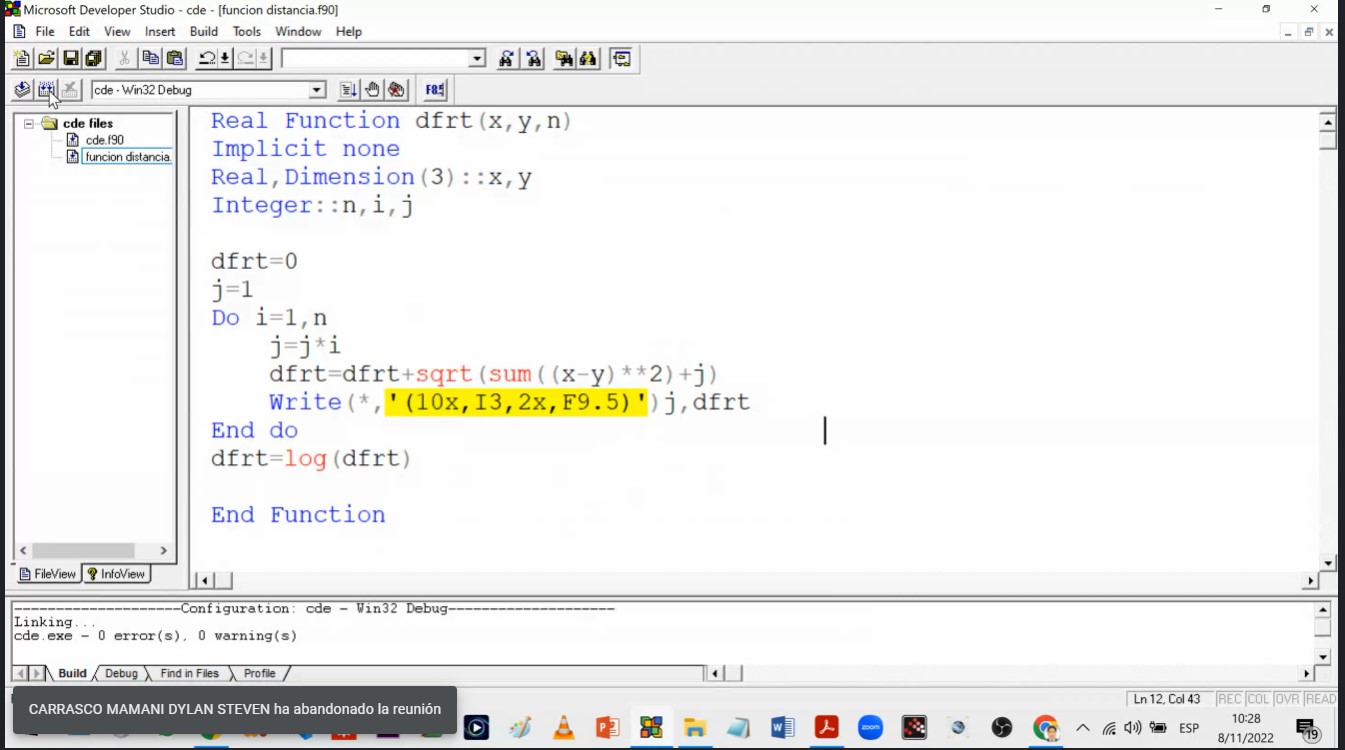 Microsoft Developer Studio - cde - [funcion distancia.f90]
File Edit View Insert Build Tools Window Help
cde - Win32 Debug
F8
cde files
cde.f90
funcion distancia.
FileView
InfoView
Real Function dfrt(x,y,n)
Implicit none
Real,Dimension(3)::x,y
Integer::n,i,j
dfrt=0
j=1
Do i=1,n
j=j*i
dfrt=dfrt+sqrt(sum((x-y)**2)+j)
Write(*,'(10x,I3,2x,F9.5)')j,dfrt
End do
dfrt=log(dfrt)
End Function
--------------------Configuration: cde - Win32 Debug--------------------
Linking...
cde.exe - 0 error(s), 0 warning(s)
Build Debug Find in Files Profile
Ln 12, Col 43 REC COL OVR READ
CARRASCO MAMANI DYLAN STEVEN ha abandonado la reunión
zoom
ESP
10:28
8/11/2022
19